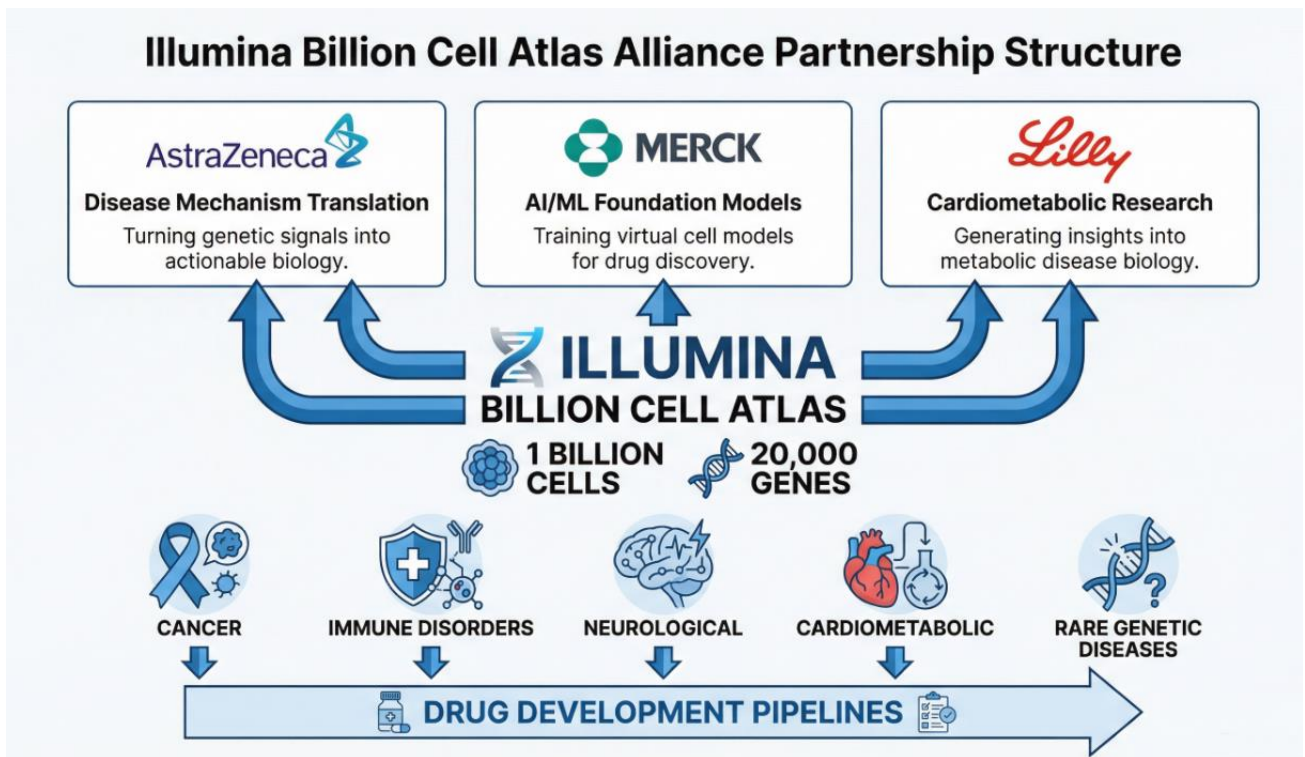 Illumina Billion Cell Atlas Alliance Partnership Structure
AstraZeneca
Disease Mechanism Translation
Turning genetic signals into
actionable biology.
MERCK
AI/ML Foundation Models
Training virtual cell models
for drug discovery.
Lilly
Cardiometabolic Research
Generating insights into
metabolic disease biology.
ILLUMINA
BILLION CELL ATLAS
1 BILLION
CELLS
20,000
GENES
CANCER
IMMUNE DISORDERS
NEUROLOGICAL
CARDIOMETABOLIC
RARE GENETIC
DISEASES
DRUG DEVELOPMENT PIPELINES